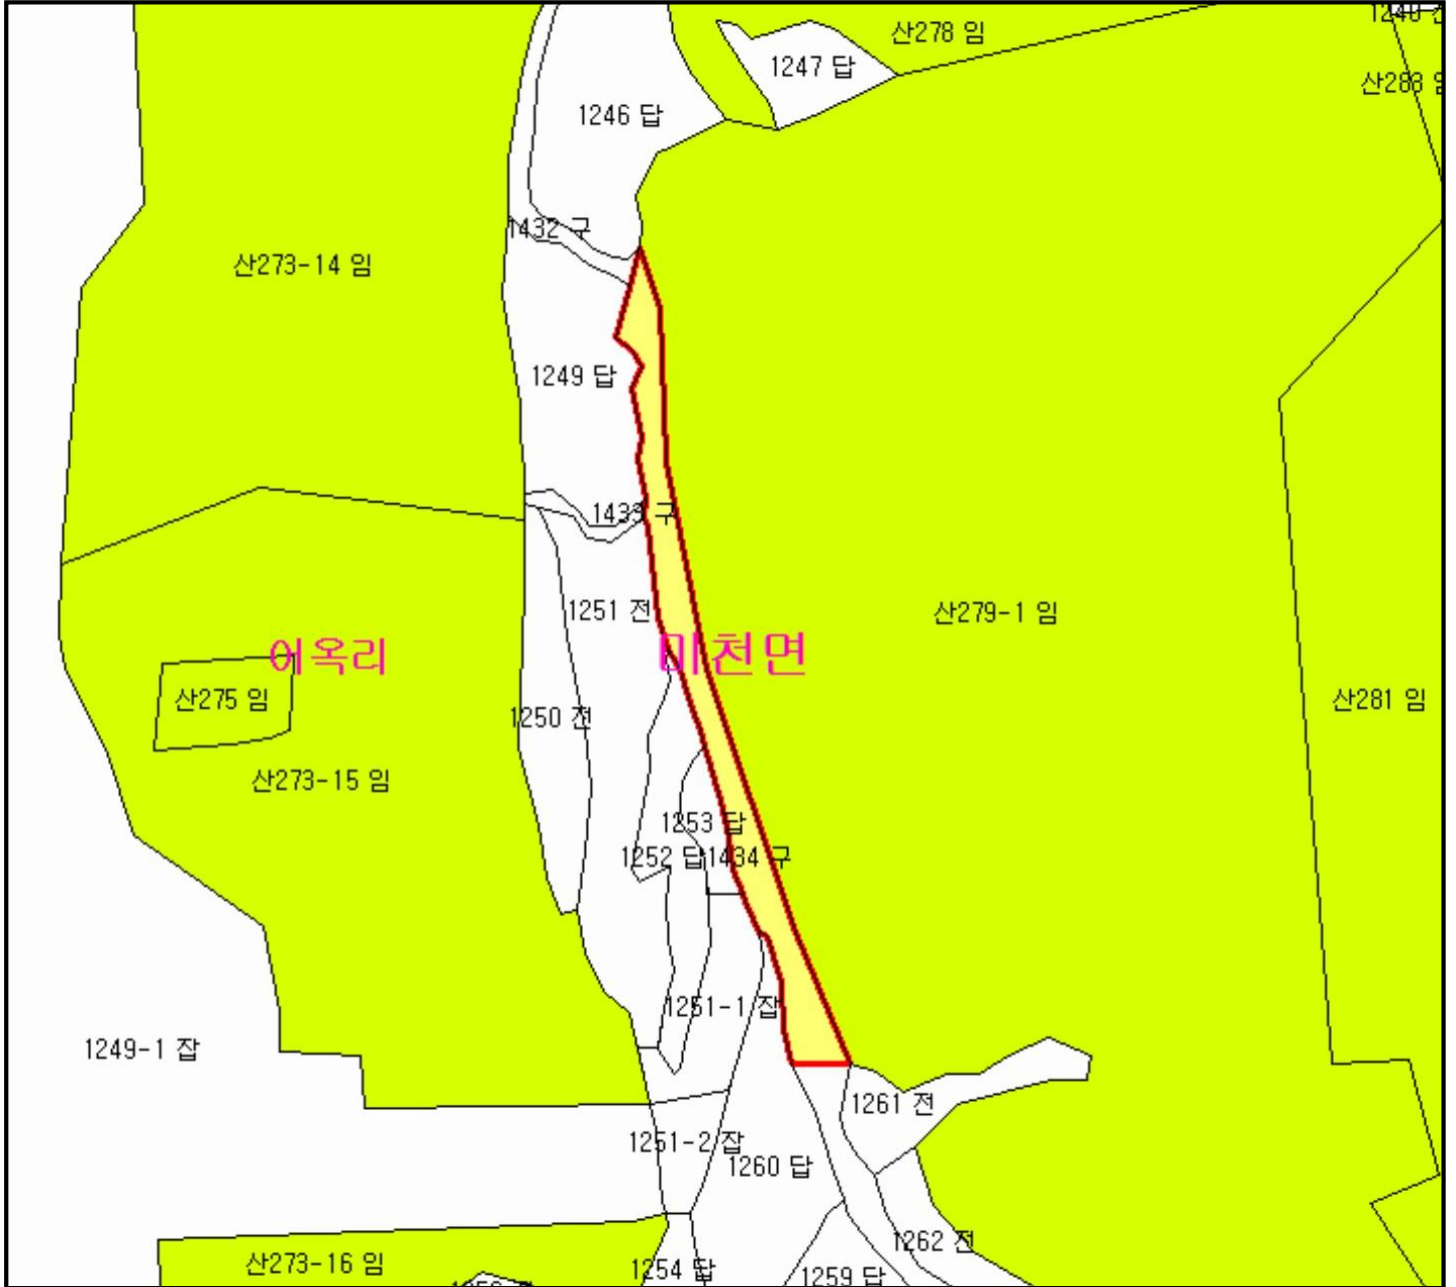 산278 임
1247 답
1246 답
1432 구
산273-14 임
1249 답
1433 구
1251 전
산279-1 임
어옥리
미천면
산275 임
1250 전
산281 임
산273-15 임
1253 답
1252 답
1434 구
1251-1 잡
1249-1 잡
1261 전
1251-2 잡
1260 답
1262 전
산273-16 임
1254 답
1259 답